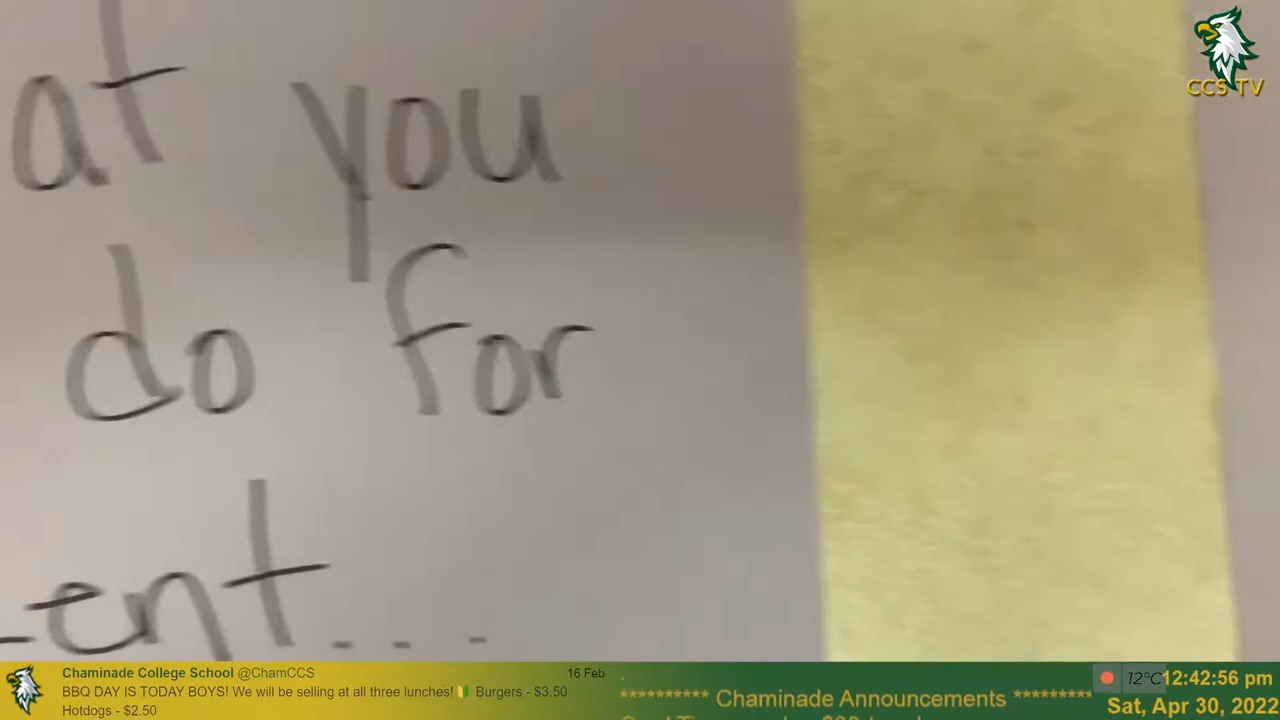 at you
do for
ent...
CCS TV
Chaminade College School @ChamCCS 16 Feb
BBQ DAY IS TODAY BOYS! We will be selling at all three lunches! Burgers - $3.50
Hotdogs - $2.50
********** Chaminade Announcements *********
12°C 12:42:56 pm
Sat, Apr 30, 2022